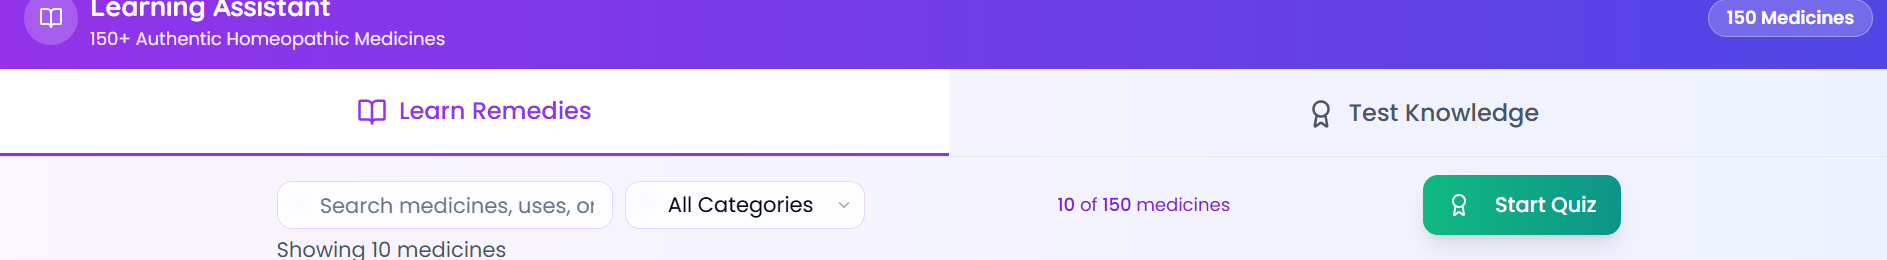 Learning Assistant
150+ Authentic Homeopathic Medicines
150 Medicines
Learn Remedies
Test Knowledge
Search medicines, uses, or
All Categories
10 of 150 medicines
Start Quiz
Showing 10 medicines